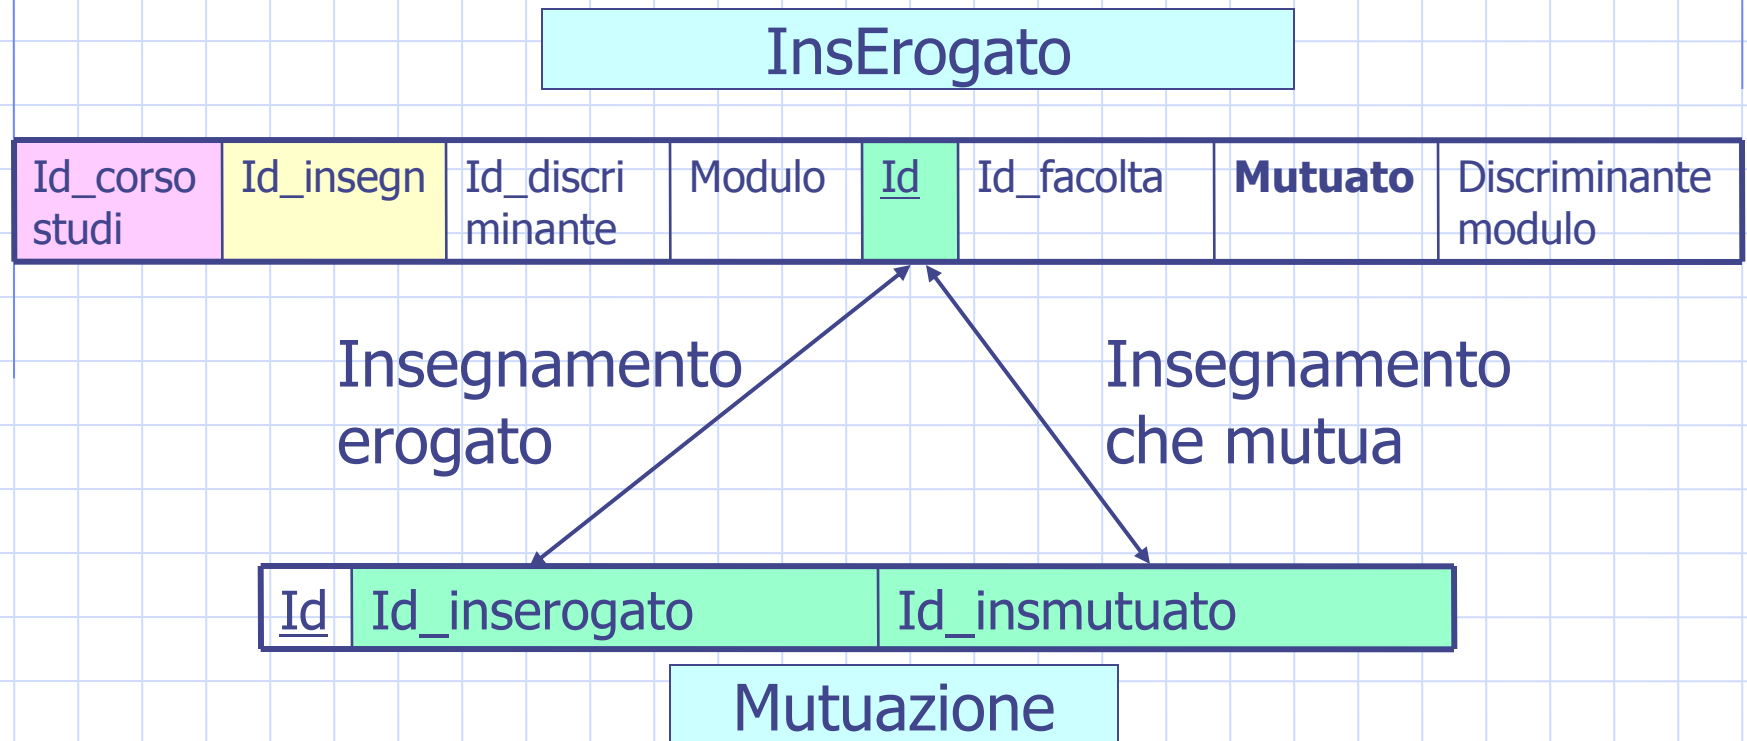 InsErogato
Id_corso
studi
Id_insegn
Id_discri
minante
Modulo
Id
Id_facolta
Mutuato
Discriminante
modulo
Insegnamento
erogato
Insegnamento
che mutua
Id
Id_inserogato
Id_insmutuato
Mutuazione